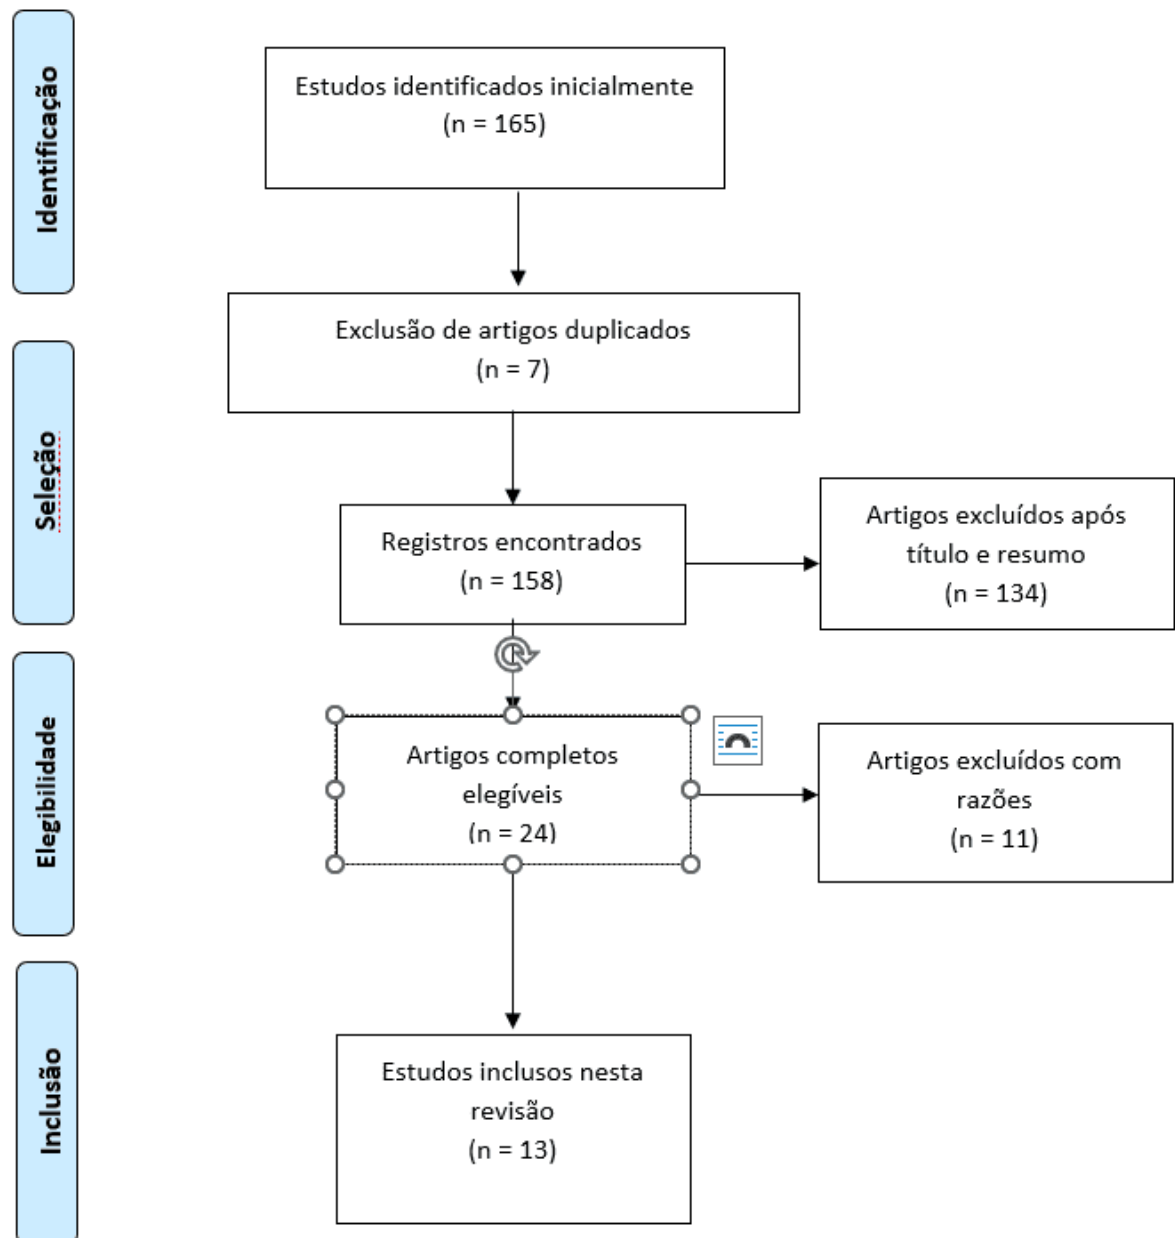 Identificação
Estudos identificados inicialmente
(n = 165)
Exclusão de artigos duplicados
(n = 7)
Seleção
Registros encontrados
(n = 158)
Artigos excluídos após
título e resumo
(n = 134)
Elegibilidade
Artigos completos
elegíveis
(n = 24)
Artigos excluídos com
razões
(n = 11)
Inclusão
Estudos inclusos nesta
revisão
(n = 13)